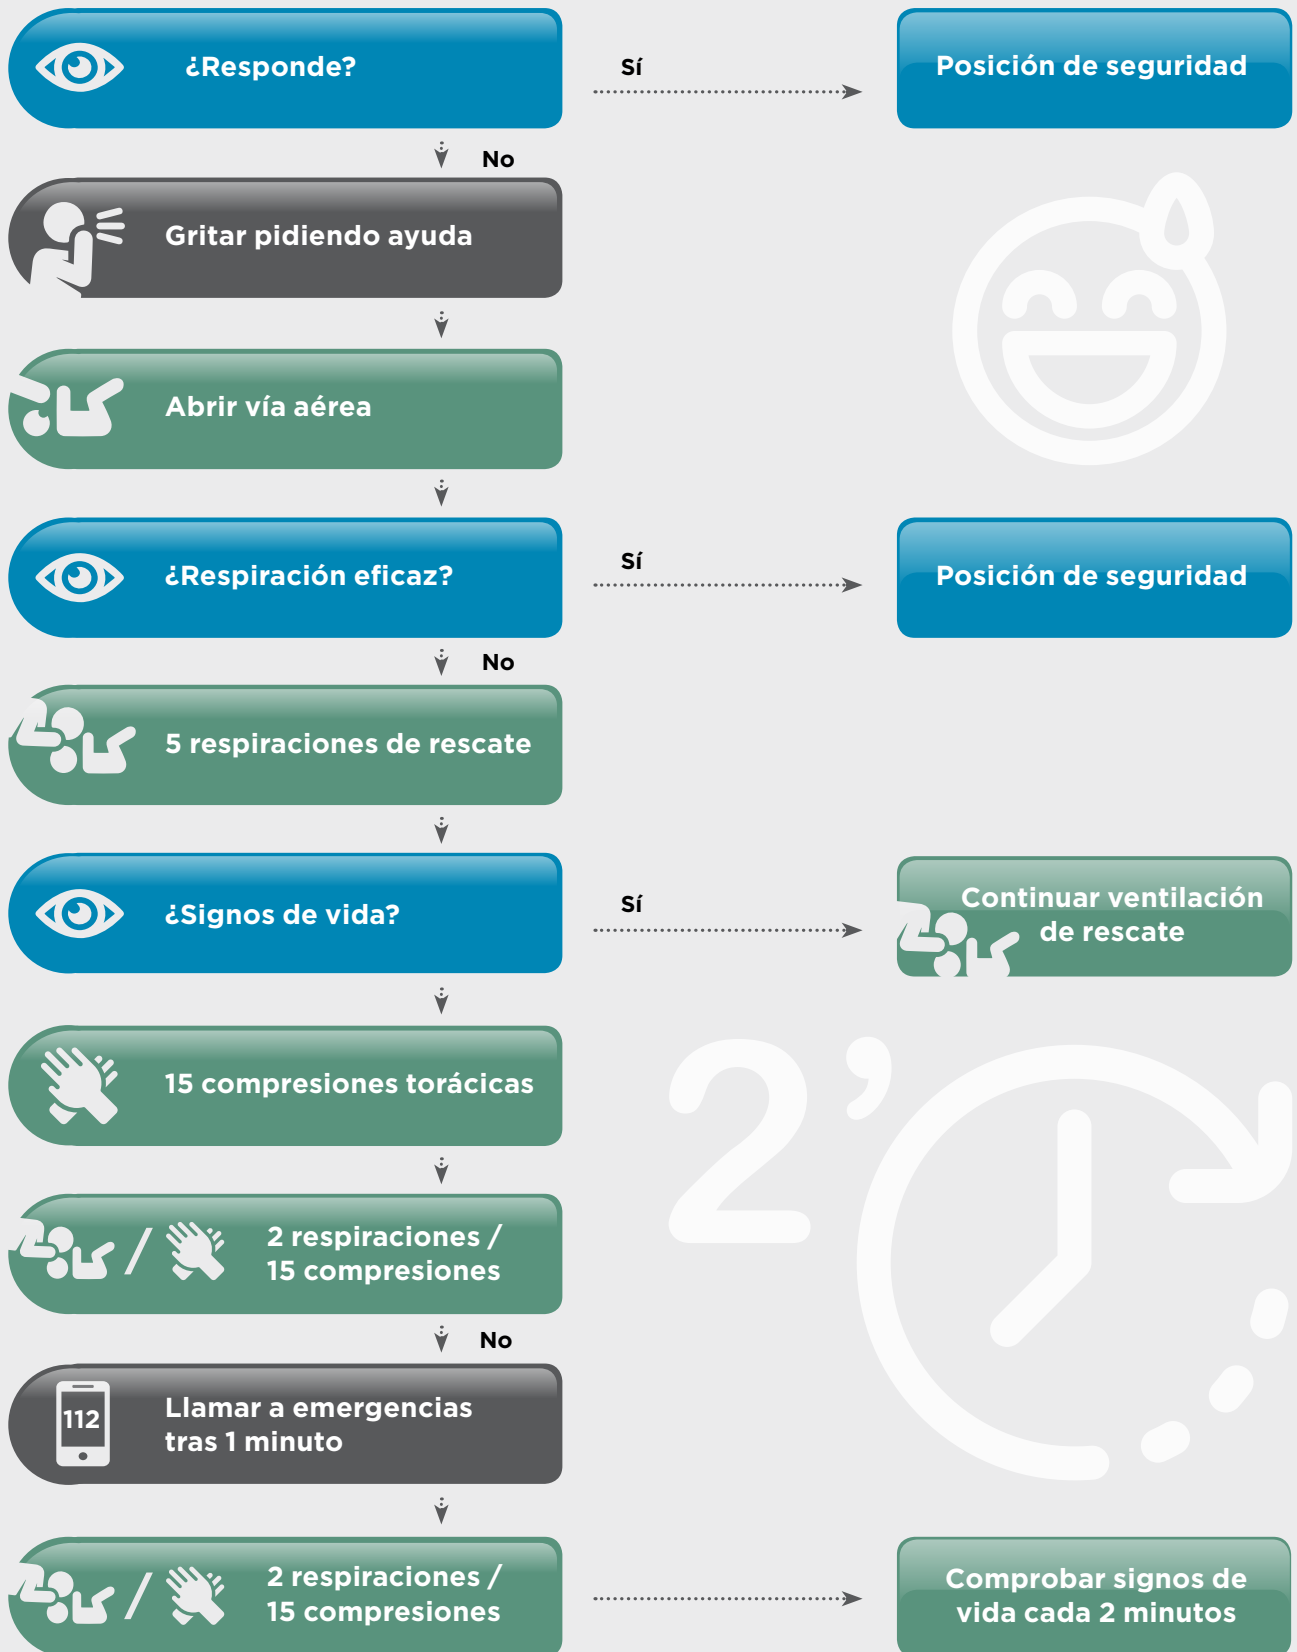 ¿Responde?
Sí
Posición de seguridad
No
Gritar pidiendo ayuda
Abrir vía aérea
¿Respiración eficaz?
Sí
Posición de seguridad
No
5 respiraciones de rescate
¿Signos de vida?
Sí
Continuar ventilación
de rescate
15 compresiones torácicas
2’
2 respiraciones /
15 compresiones
No
112
Llamar a emergencias
tras 1 minuto
2 respiraciones /
15 compresiones
Comprobar signos de
vida cada 2 minutos